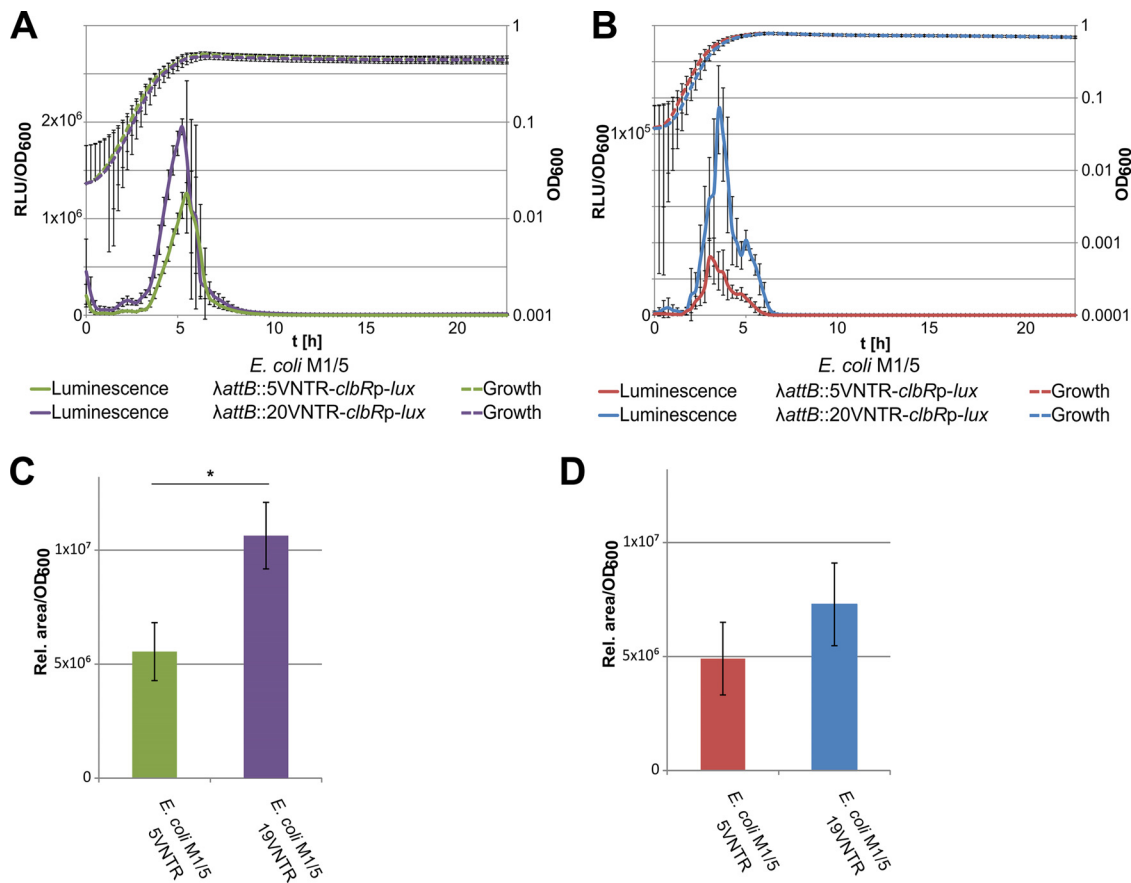 A
RLU/OD600
2x10⁶
1x10⁶
0
1
0.1
0.01
0.001
OD600
0 5 10 15 20
t [h]
E. coli M1/5
Luminescence λattB::5VNTR-clbRp-lux Growth
Luminescence λattB::20VNTR-clbRp-lux Growth
B
RLU/OD600
1x10⁵
0
1
0.1
0.01
0.001
0.0001
OD600
0 5 10 15 20
t [h]
E. coli M1/5
Luminescence λattB::5VNTR-clbRp-lux Growth
Luminescence λattB::20VNTR-clbRp-lux Growth
C
Rel. area/OD600
1x10⁷
5x10⁶
0
*
E. coli M1/5
5VNTR
E. coli M1/5
19VNTR
D
Rel. area/OD600
1x10⁷
5x10⁶
0
E. coli M1/5
5VNTR
E. coli M1/5
19VNTR